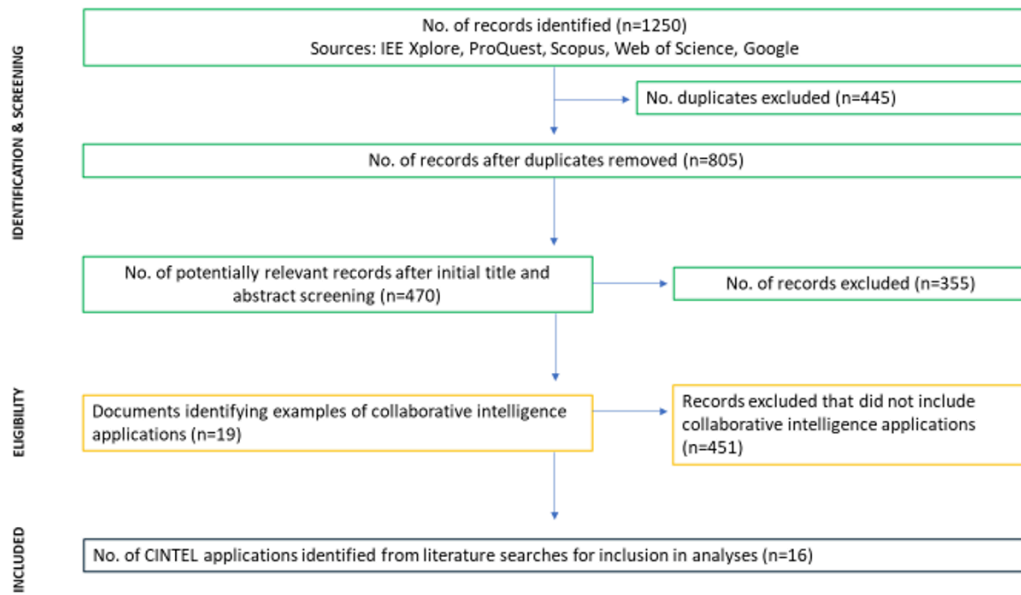 IDENTIFICATION & SCREENING
No. of records identified (n=1250)
Sources: IEE Xplore, ProQuest, Scopus, Web of Science, Google
No. duplicates excluded (n=445)
No. of records after duplicates removed (n=805)
No. of potentially relevant records after initial title and
abstract screening (n=470)
No. of records excluded (n=355)
ELIGIBILITY
Documents identifying examples of collaborative intelligence
applications (n=19)
Records excluded that did not include
collaborative intelligence applications
(n=451)
INCLUDED
No. of CINTEL applications identified from literature searches for inclusion in analyses (n=16)